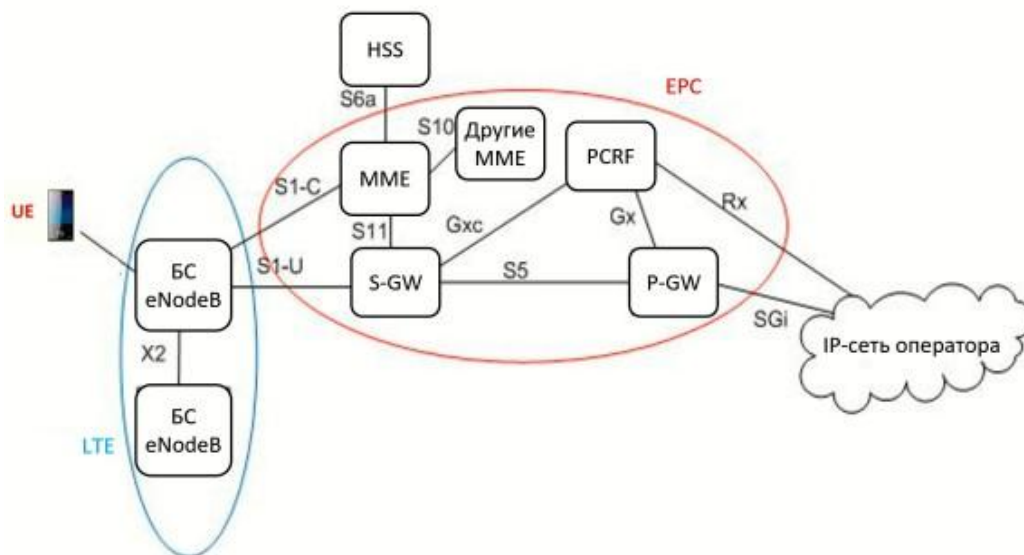 HSS
EPC
S6a
S10
Другие
MME
MME
PCRF
S1-C
Rx
UE
S11
Gxc
Gx
БС
eNodeB
S1-U
S-GW
S5
P-GW
SGi
IP-сеть оператора
X2
БС
eNodeB
LTE